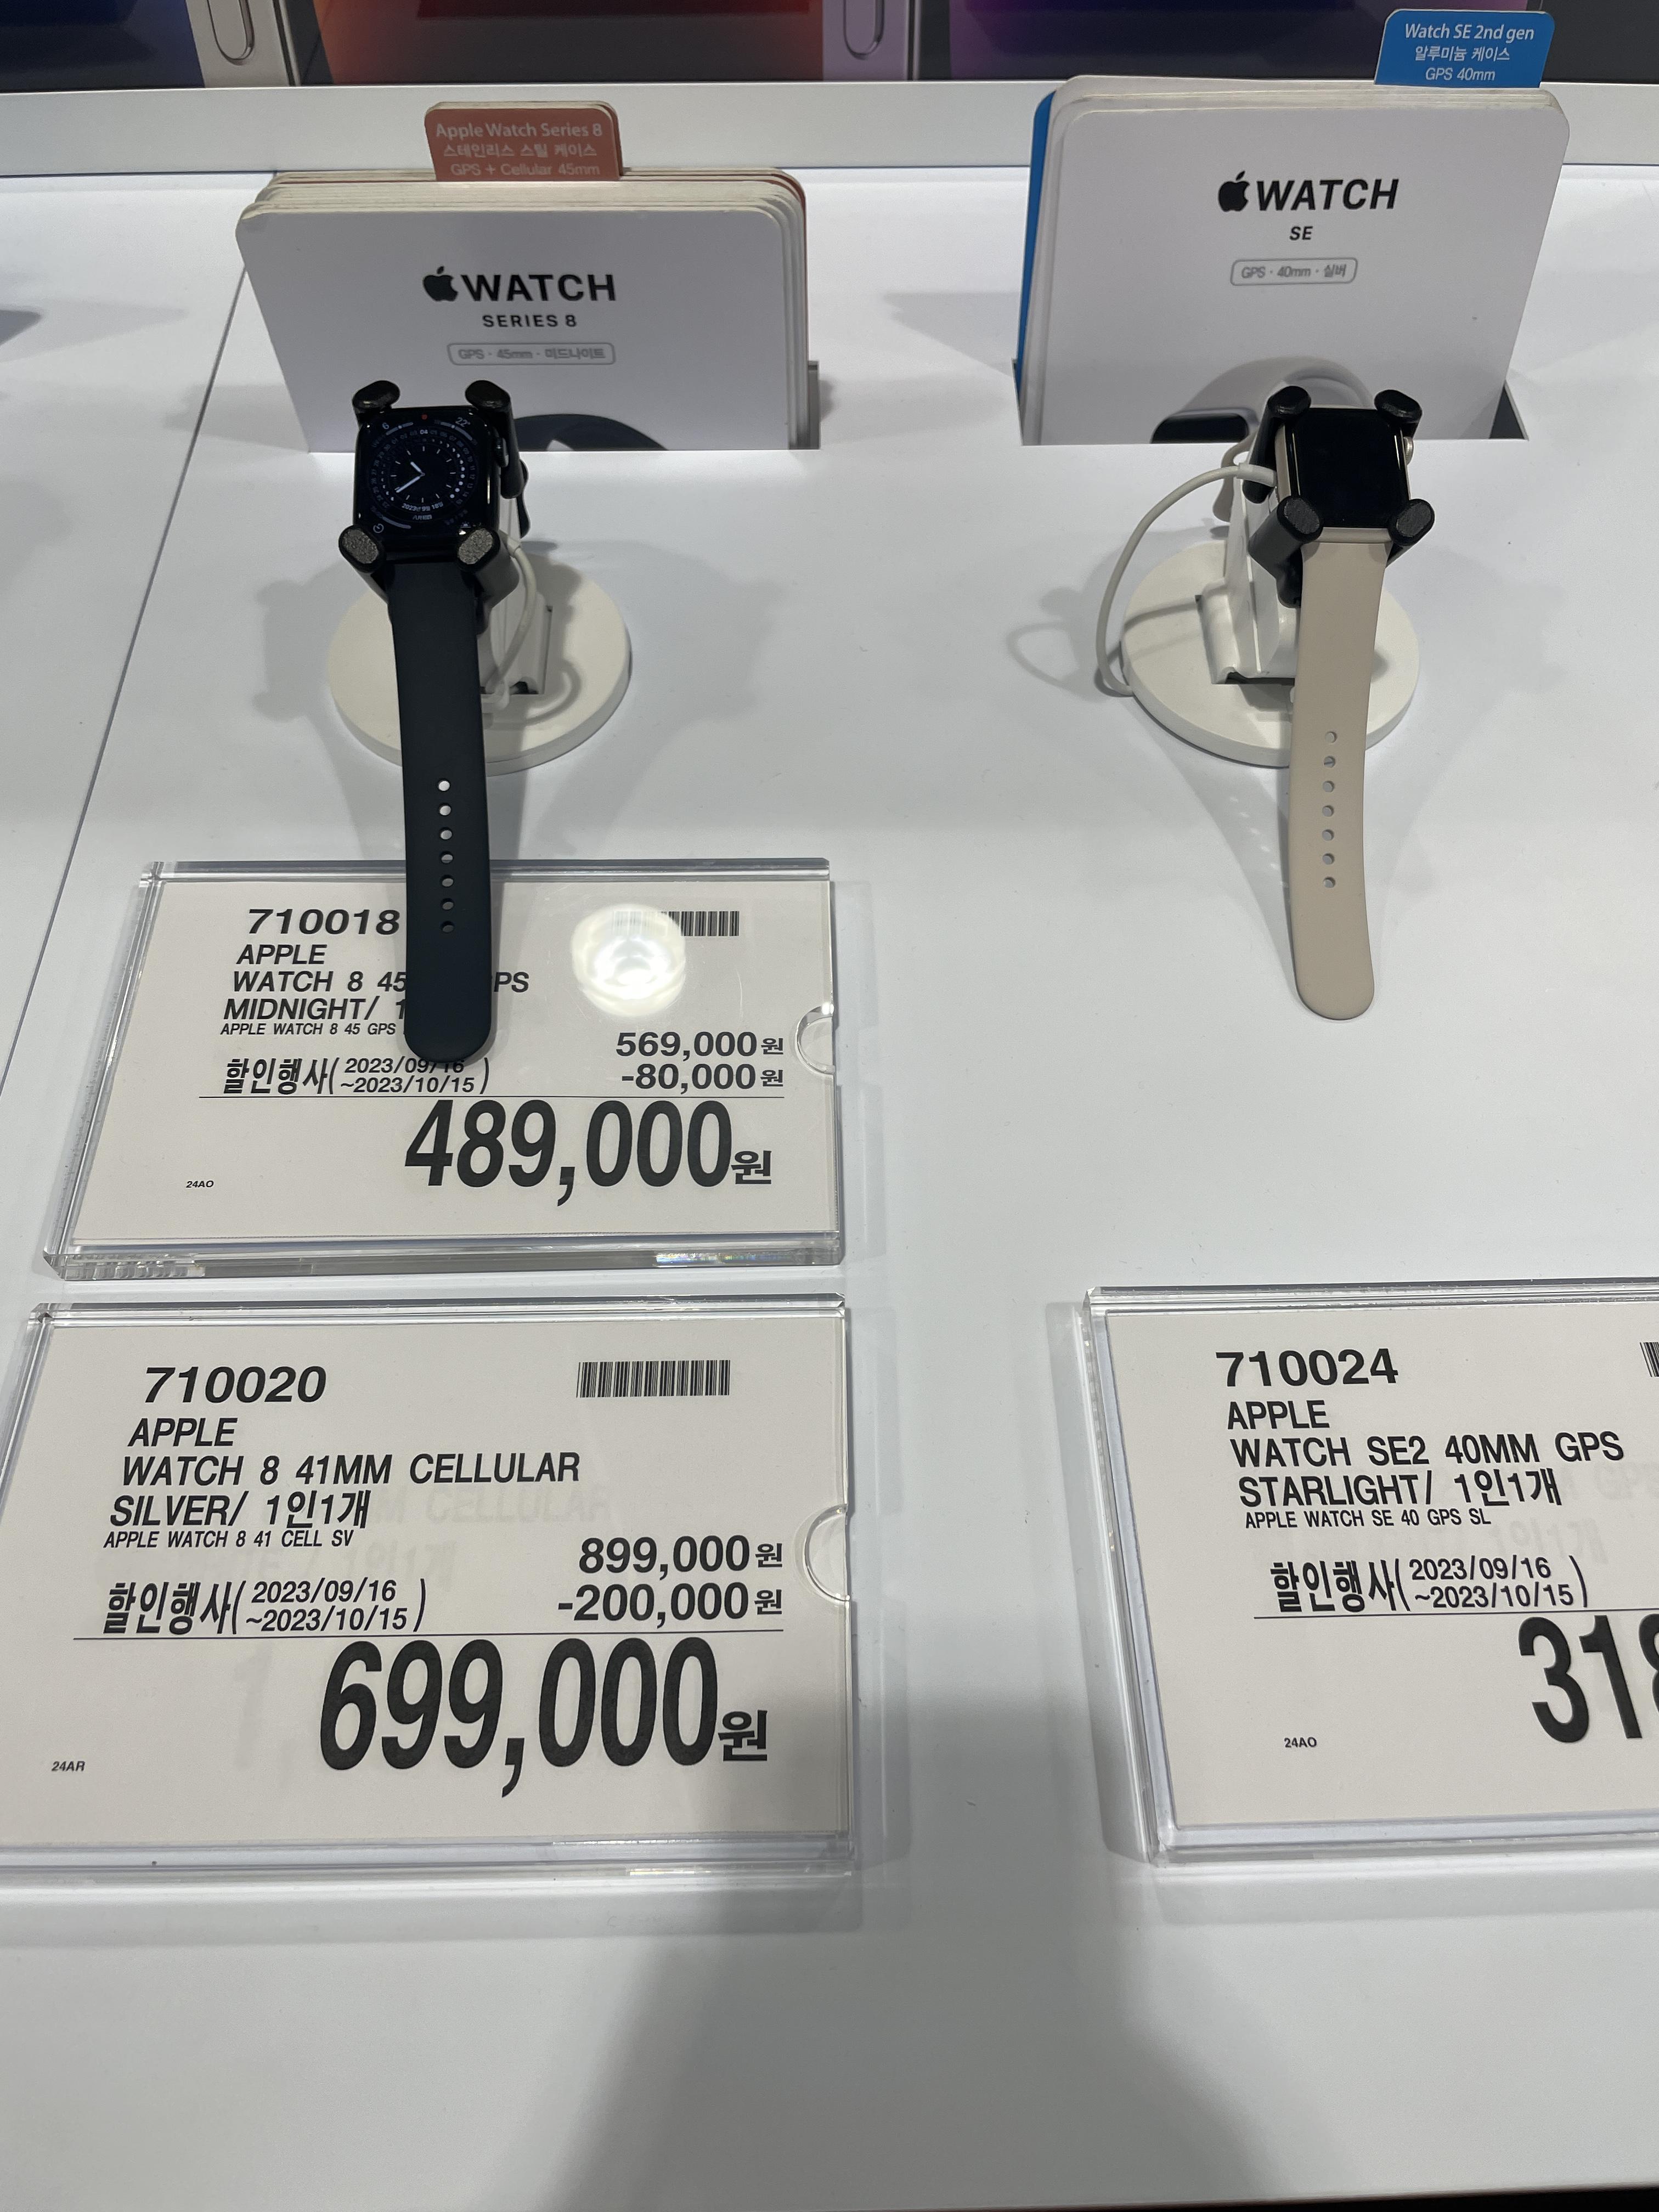 Watch SE 2nd gen
알루미늄 케이스
GPS 40mm
Apple Watch Series 8
스테인리스 스틸 케이스
GPS + Cellular 45mm
WATCH
SE
GPS · 40mm · 실버
WATCH
SERIES 8
GPS · 45mm · 미드나이트
710018
APPLE
WATCH 8 45 GPS
MIDNIGHT/ 1
APPLE WATCH 8 45 GPS
569,000원
할인행사( 2023/09/16
~2023/10/15 )
-80,000원
489,000원
24AO
710020
APPLE
WATCH 8 41MM CELLULAR
SILVER/ 1인1개
APPLE WATCH 8 41 CELL SV
899,000원
할인행사( 2023/09/16
~2023/10/15 )
-200,000원
699,000원
24AR
710024
APPLE
WATCH SE2 40MM GPS
STARLIGHT/ 1인1개
APPLE WATCH SE 40 GPS SL
할인행사( 2023/09/16
~2023/10/15 )
318
24AO